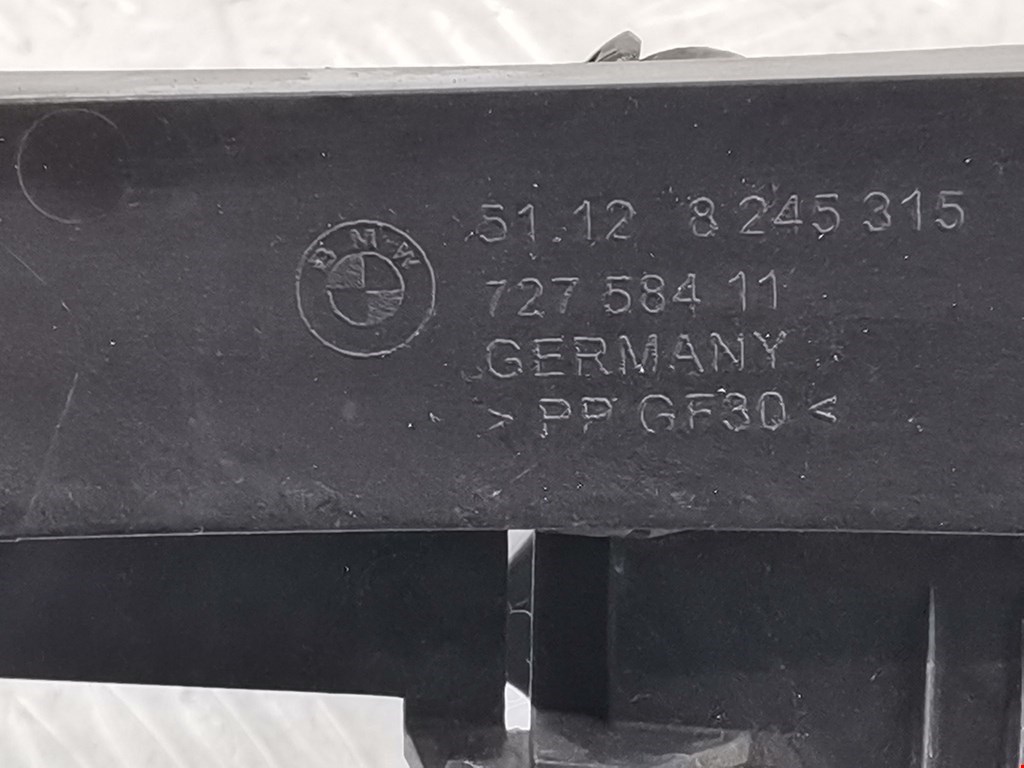 BMW
51.12 8 245 315
727 584 11
GERMANY
> PP GF30 <